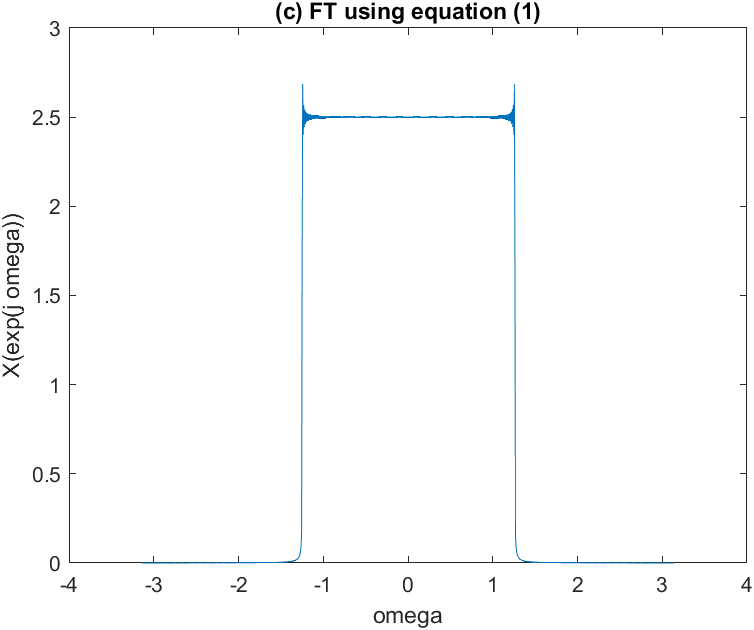 (c) FT using equation (1)
3
2.5
2
1.5
1
0.5
0
X(exp(j omega))
-4 -3 -2 -1 0 1 2 3 4
omega